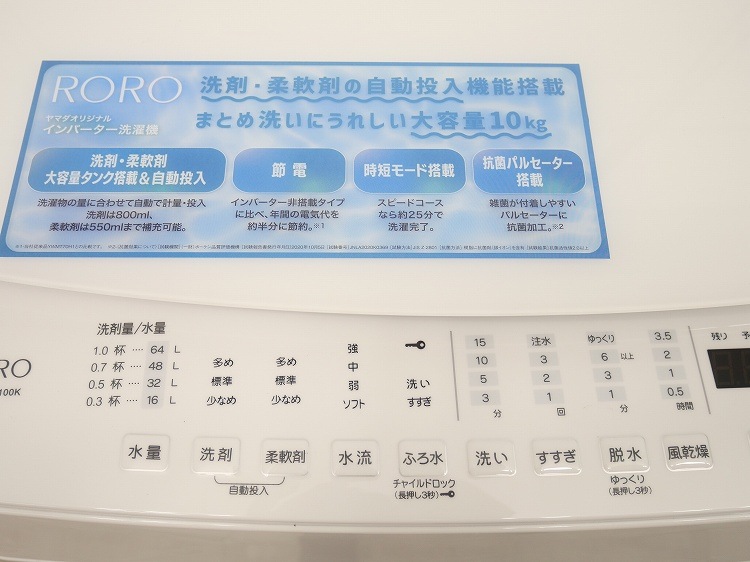 RORO
洗剤・柔軟剤の自動投入機能搭載
ヤマダオリジナル
インバーター洗濯機
まとめ洗いにうれしい大容量10kg
洗剤・柔軟剤
大容量タンク搭載&自動投入
洗濯物の量に合わせて自動で計量・投入
洗剤は800ml、
柔軟剤は550mlまで補充可能。
節電
インバーター非搭載タイプ
に比べ、年間の電気代を
約半分に節約。※1
時短モード搭載
スピードコース
なら約25分で
洗濯完了。
抗菌パルセーター
搭載
雑菌が付着しやすい
パルセーターに
抗菌加工。※2
RO
100K
洗剤量/水量
1.0 杯 ···· 64 L
0.7 杯 ···· 48 L
0.5 杯 ···· 32 L
0.3 杯 ···· 16 L
多め
標準
少なめ
多め
標準
少なめ
強
中
弱
ソフト
洗い
すすぎ
15
10
5
3
分
注水
3
2
1
回
ゆっくり
6 以上
3
1
分
3.5
2
1
0.5
時間
残り
予
水量
洗剤
柔軟剤
水流
ふろ水
洗い
すすぎ
脱水
風乾燥
自動投入
チャイルドロック
(長押し3秒)
ゆっくり
(長押し3秒)